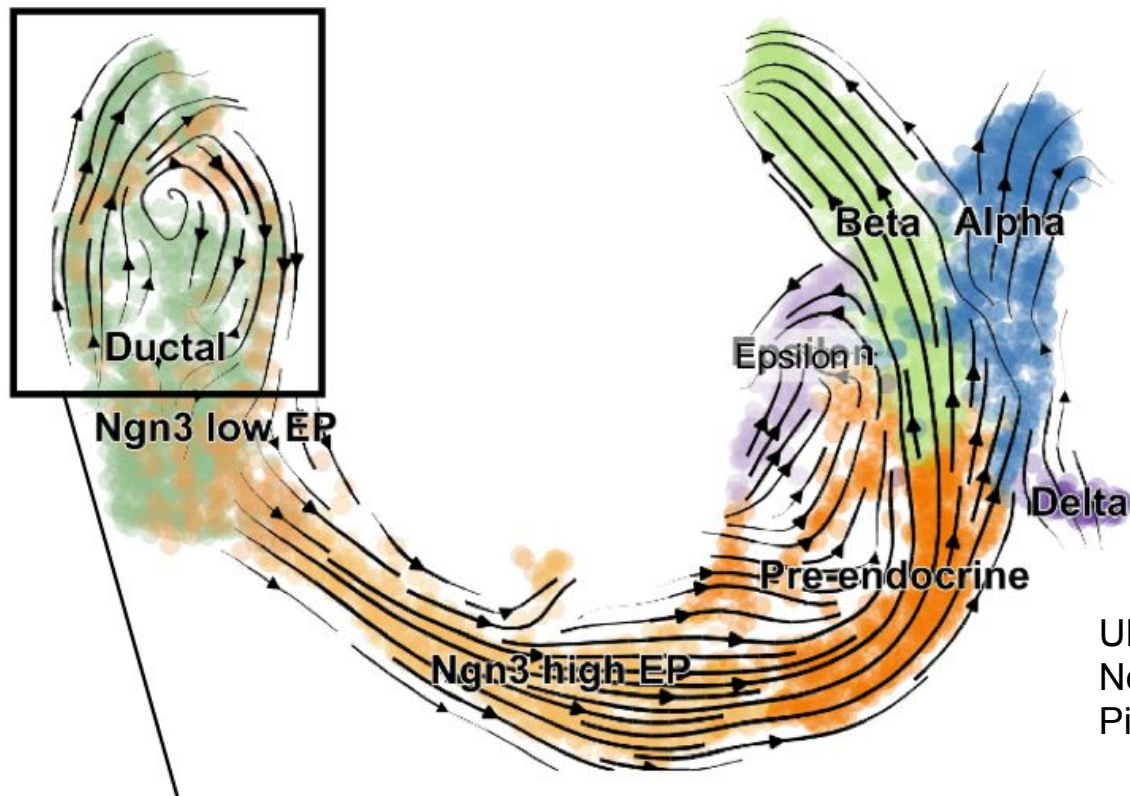 Beta Alpha
Ductal
Epsilon
Ngn3 low EP
Delta
Pre-endocrine
Ngn3 high EP